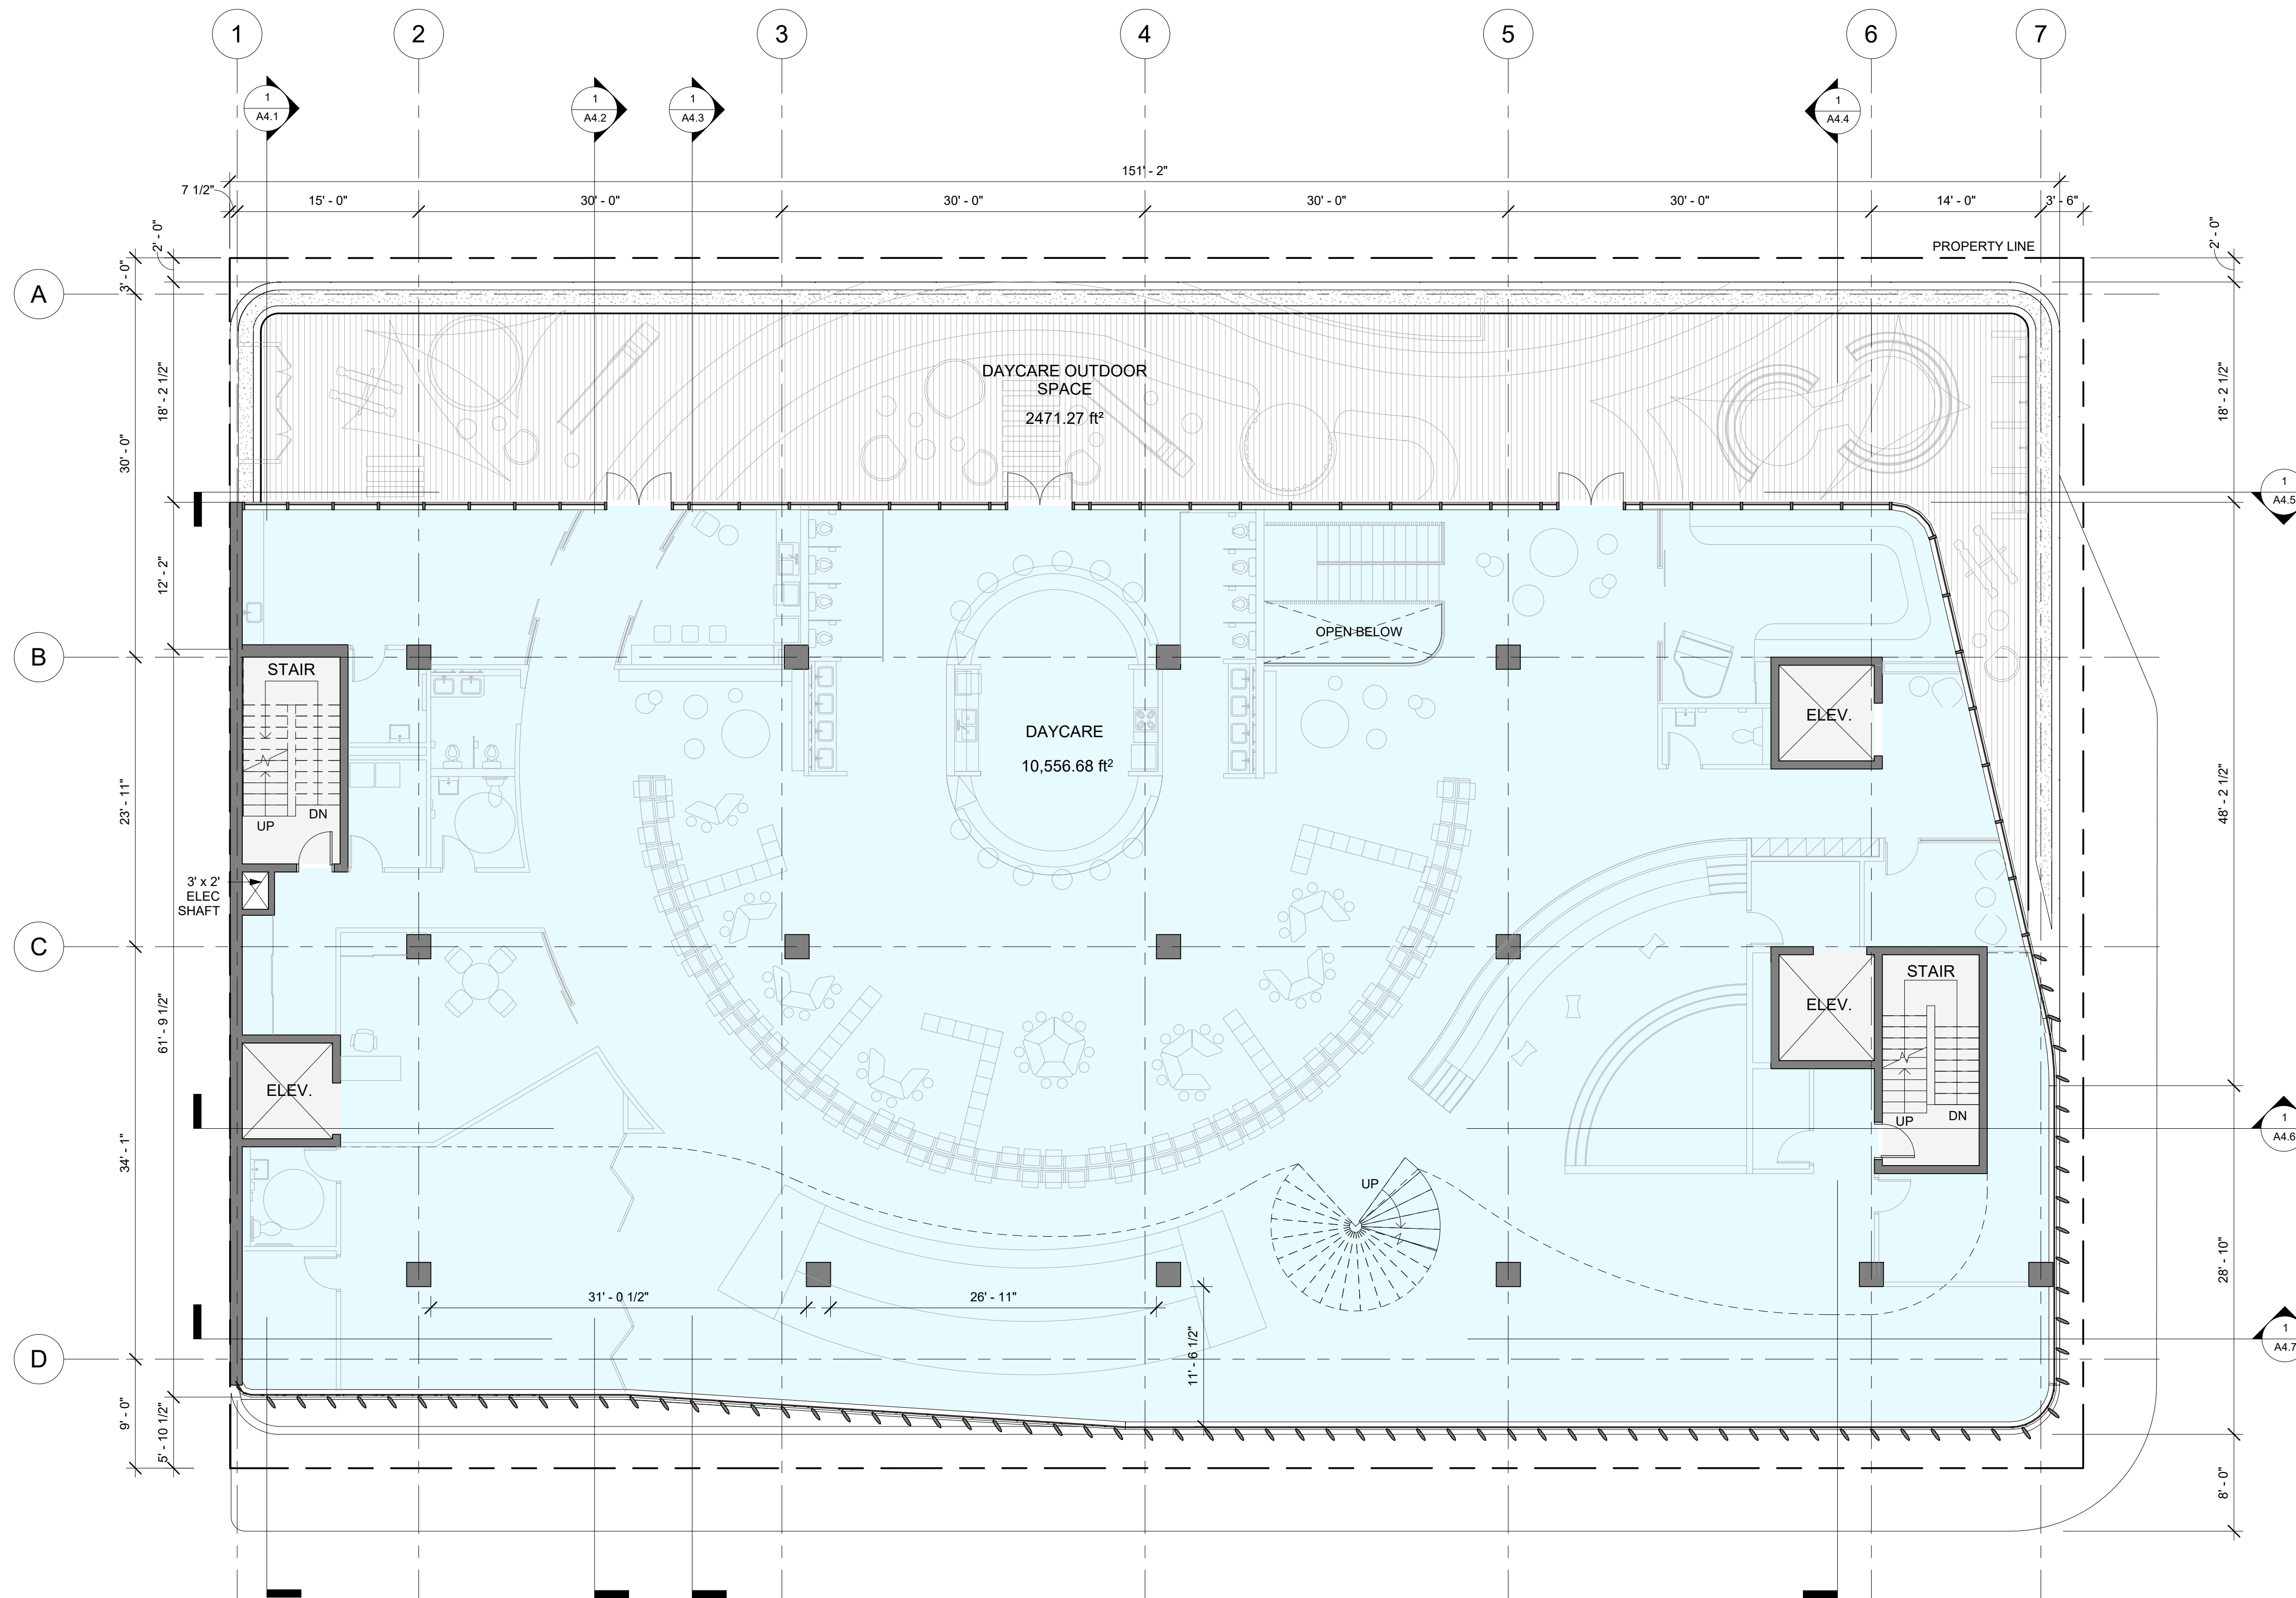 1
2
3
4
5
6
7
1
A4.1
1
A4.2
1
A4.3
1
A4.4
151' - 2"
7 1/2"
15' - 0"
30' - 0"
30' - 0"
30' - 0"
30' - 0"
14' - 0"
3' - 6"
2' - 0"
2' - 0"
PROPERTY LINE
3' - 0"
A
18' - 2 1/2"
18' - 2 1/2"
DAYCARE OUTDOOR
SPACE
2471.27 ft²
30' - 0"
1
A4.5
12' - 2"
OPEN BELOW
B
STAIR
DAYCARE
10,556.68 ft²
ELEV.
23' - 11"
48' - 2 1/2"
UP
DN
3' x 2'
ELEC
SHAFT
C
STAIR
ELEV.
61' - 9 1/2"
ELEV.
UP
DN
1
A4.6
34' - 1"
UP
28' - 10"
31' - 0 1/2"
26' - 11"
11' - 6 1/2"
1
A4.7
D
9' - 0"
5' - 10 1/2"
8' - 0"